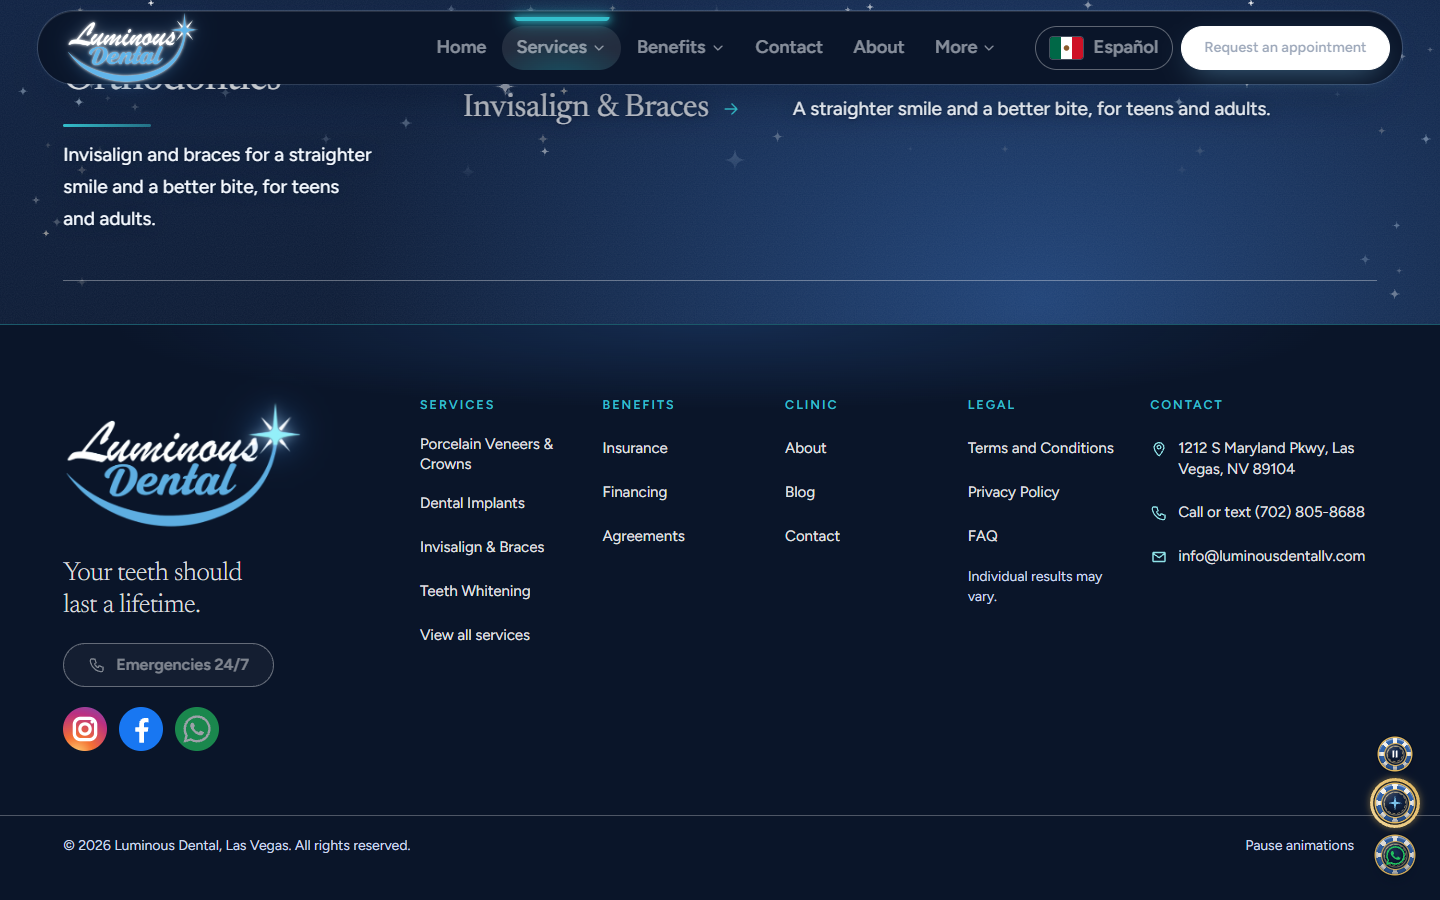 Luminous
Dental
Home
Services
Benefits
Contact
About
More
Español
Request an appointment
Orthodontics
Invisalign and braces for a straighter
smile and a better bite, for teens
and adults.
Invisalign & Braces
A straighter smile and a better bite, for teens and adults.
Luminous
Dental
Your teeth should
last a lifetime.
Emergencies 24/7
SERVICES
Porcelain Veneers &
Crowns
Dental Implants
Invisalign & Braces
Teeth Whitening
View all services
BENEFITS
Insurance
Financing
Agreements
CLINIC
About
Blog
Contact
LEGAL
Terms and Conditions
Privacy Policy
FAQ
Individual results may
vary.
CONTACT
1212 S Maryland Pkwy, Las
Vegas, NV 89104
Call or text (702) 805-8688
info@luminousdentallv.com
© 2026 Luminous Dental, Las Vegas. All rights reserved.
Pause animations